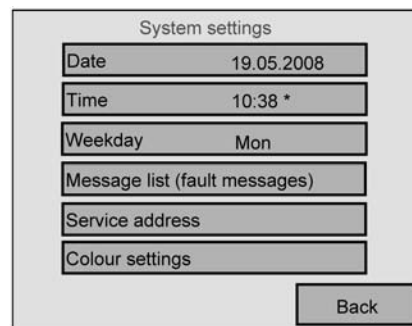 System settings
Date 19.05.2008
Time 10:38 *
Weekday Mon
Message list (fault messages)
Service address
Colour settings
Back